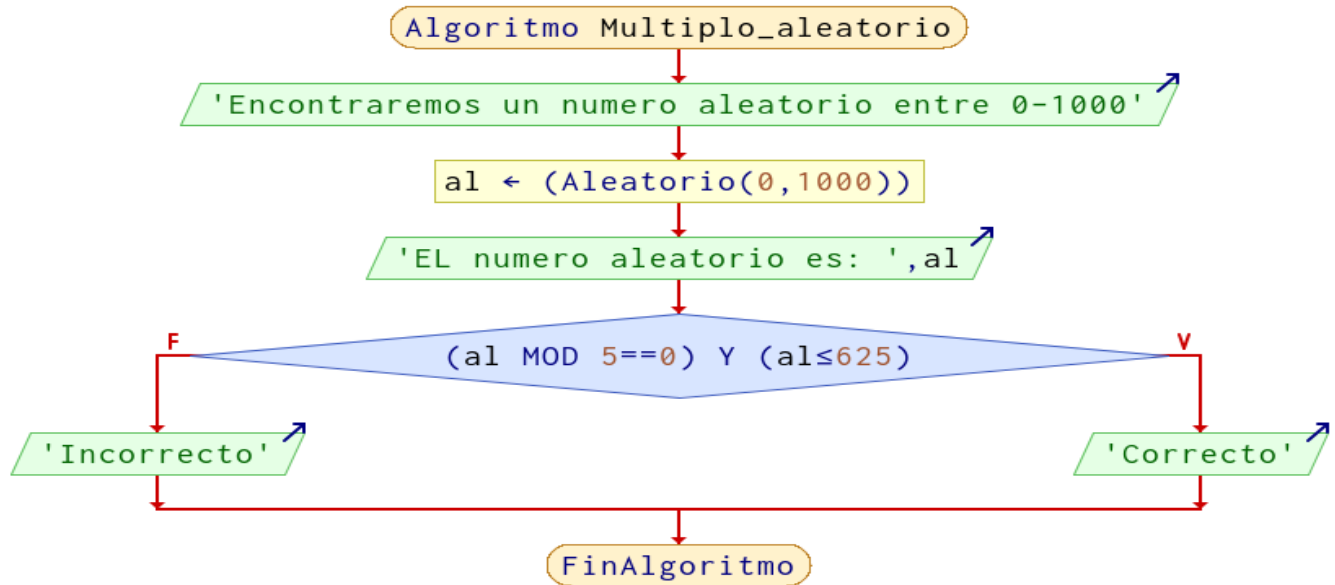 Algoritmo Multiplo_aleatorio
'Encontraremos un numero aleatorio entre 0-1000'
al ← (Aleatorio(0,1000))
'EL numero aleatorio es: ',al
F
V
(al MOD 5==0) Y (al≤625)
'Incorrecto'
'Correcto'
FinAlgoritmo